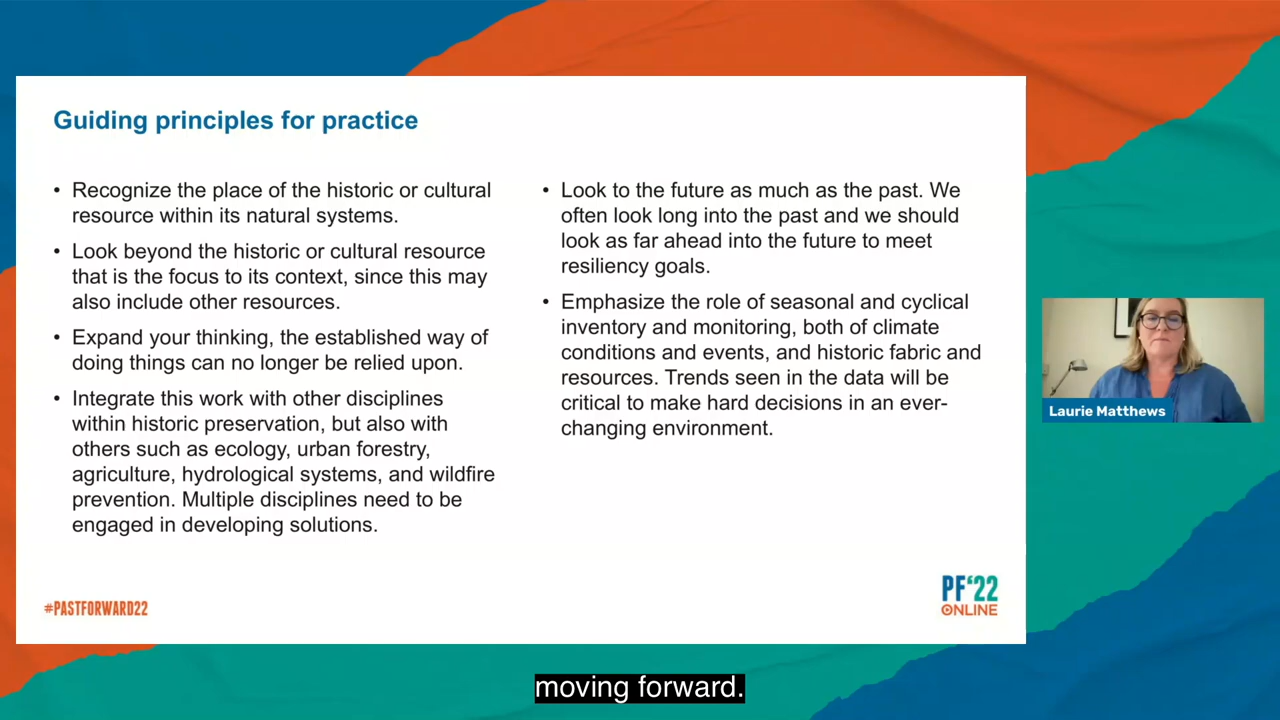 Guiding principles for practice
• Recognize the place of the historic or cultural
resource within its natural systems.
• Look beyond the historic or cultural resource
that is the focus to its context, since this may
also include other resources.
• Expand your thinking, the established way of
doing things can no longer be relied upon.
• Integrate this work with other disciplines
within historic preservation, but also with
others such as ecology, urban forestry,
agriculture, hydrological systems, and wildfire
prevention. Multiple disciplines need to be
engaged in developing solutions.
• Look to the future as much as the past. We
often look long into the past and we should
look as far ahead into the future to meet
resiliency goals.
• Emphasize the role of seasonal and cyclical
inventory and monitoring, both of climate
conditions and events, and historic fabric and
resources. Trends seen in the data will be
critical to make hard decisions in an ever-
changing environment.
#PASTFORWARD22
PF‘22
ONLINE
Laurie Matthews
moving forward.